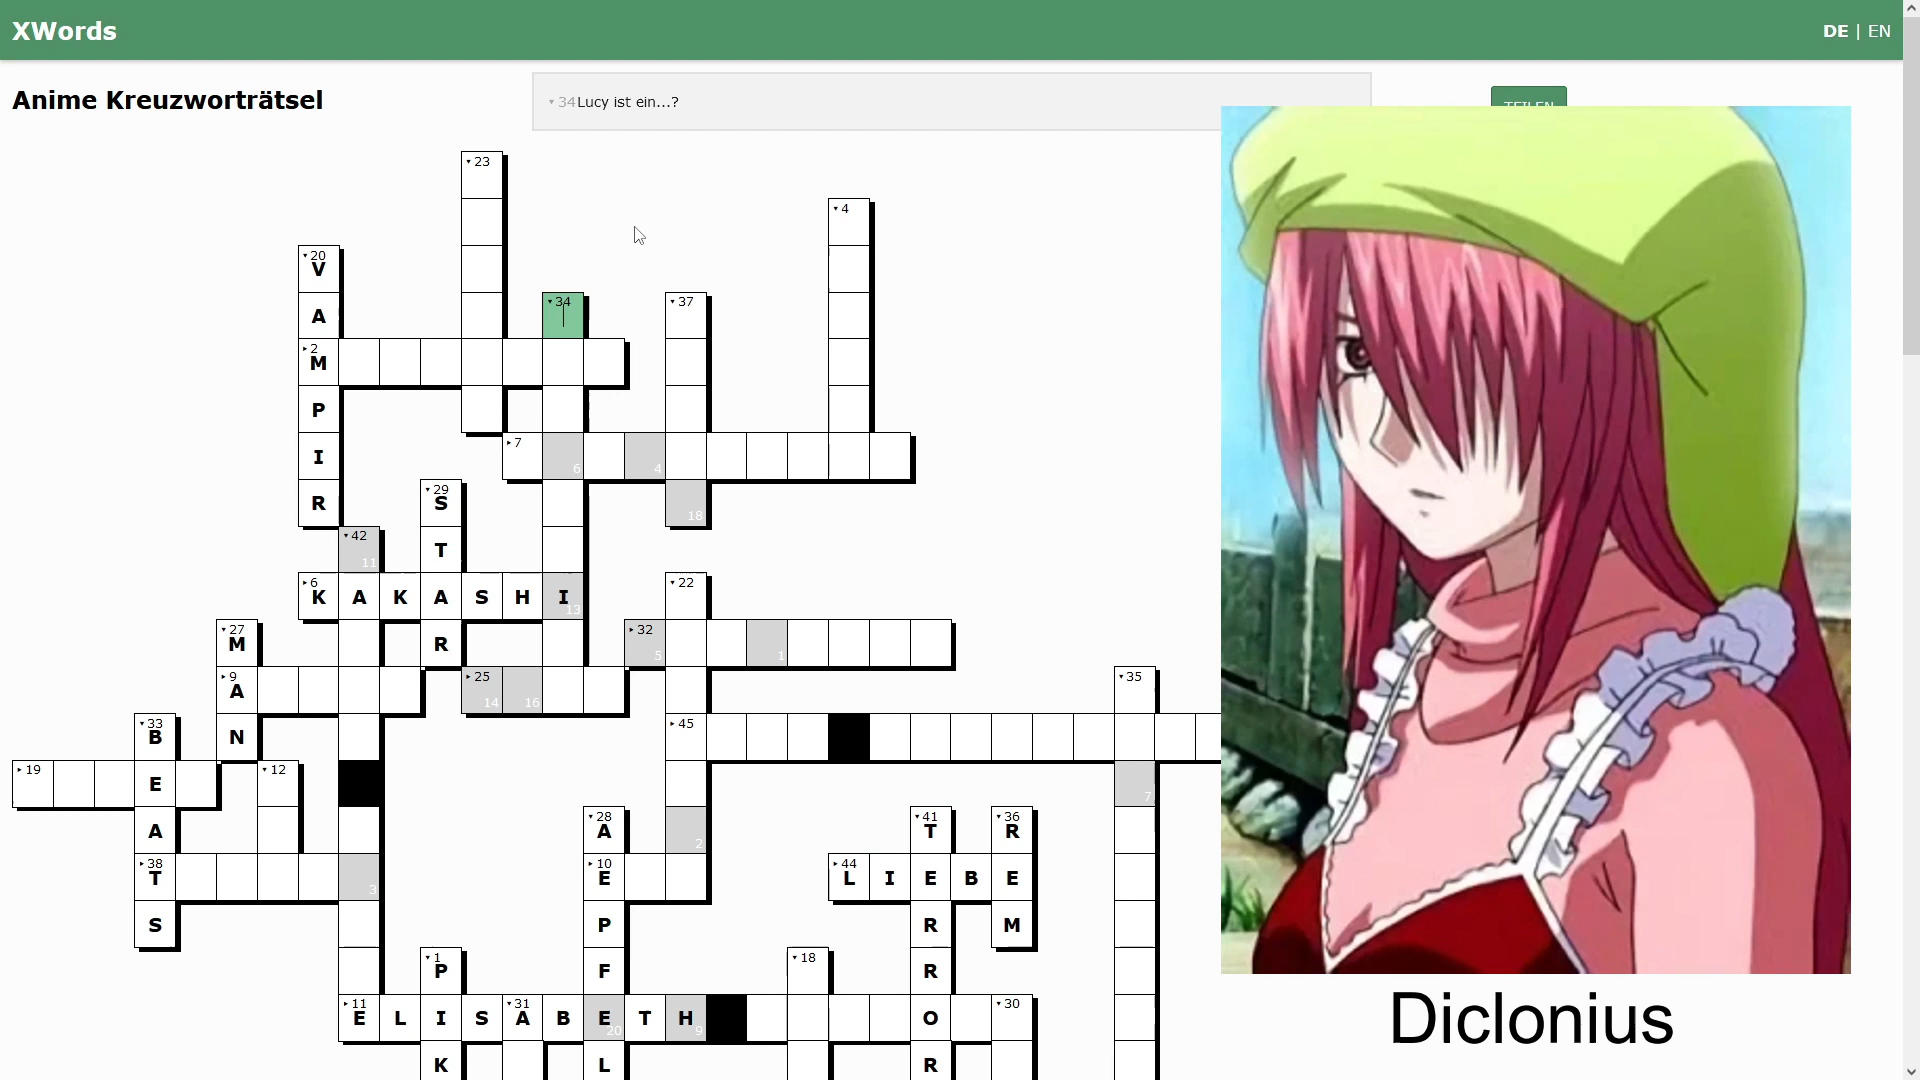 XWords
DE | EN
Anime Kreuzworträtsel
34 Lucy ist ein...?
23
4
20
V
34
37
A
2
M
P
7
I
6 4
29
R S
18
42
T
11
6 22
K A K A S H I
13
27 32
M R
5 1
9 25 35
A
14 16
33 45
B N
19 12
E
7
28 41 36
A A T R
2
38 10 44
T E L I E B E
3
S P R M
1 18
P F R
11 31 30
E L I S A B E T H O
20 9
K L R
Diclonius